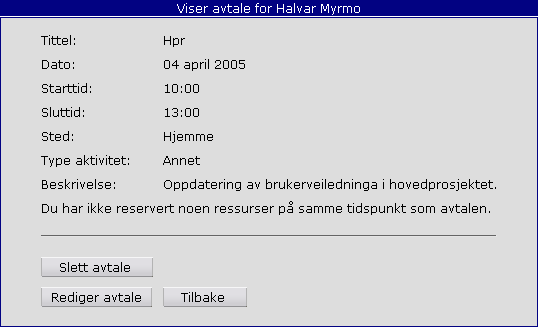 Viser avtale for Halvar Myrmo
Tittel: Hpr
Dato: 04 april 2005
Starttid: 10:00
Sluttid: 13:00
Sted: Hjemme
Type aktivitet: Annet
Beskrivelse: Oppdatering av brukerveiledninga i hovedprosjektet.
Du har ikke reservert noen ressurser på samme tidspunkt som avtalen.
Slett avtale
Rediger avtale Tilbake